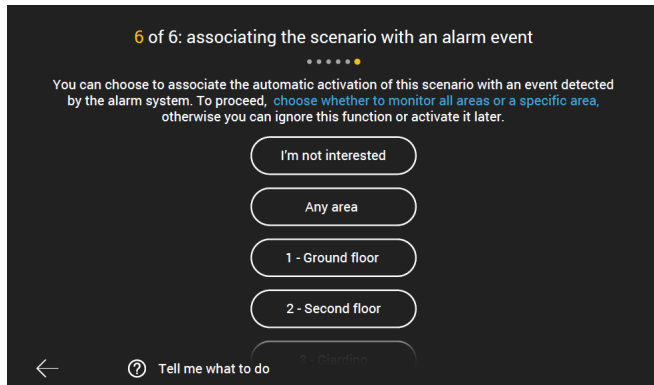 6 of 6: associating the scenario with an alarm event
You can choose to associate the automatic activation of this scenario with an event detected
by the alarm system. To proceed, choose whether to monitor all areas or a specific area,
otherwise you can ignore this function or activate it later.
I'm not interested
Any area
1 - Ground floor
2 - Second floor
3 - Giardino
? Tell me what to do